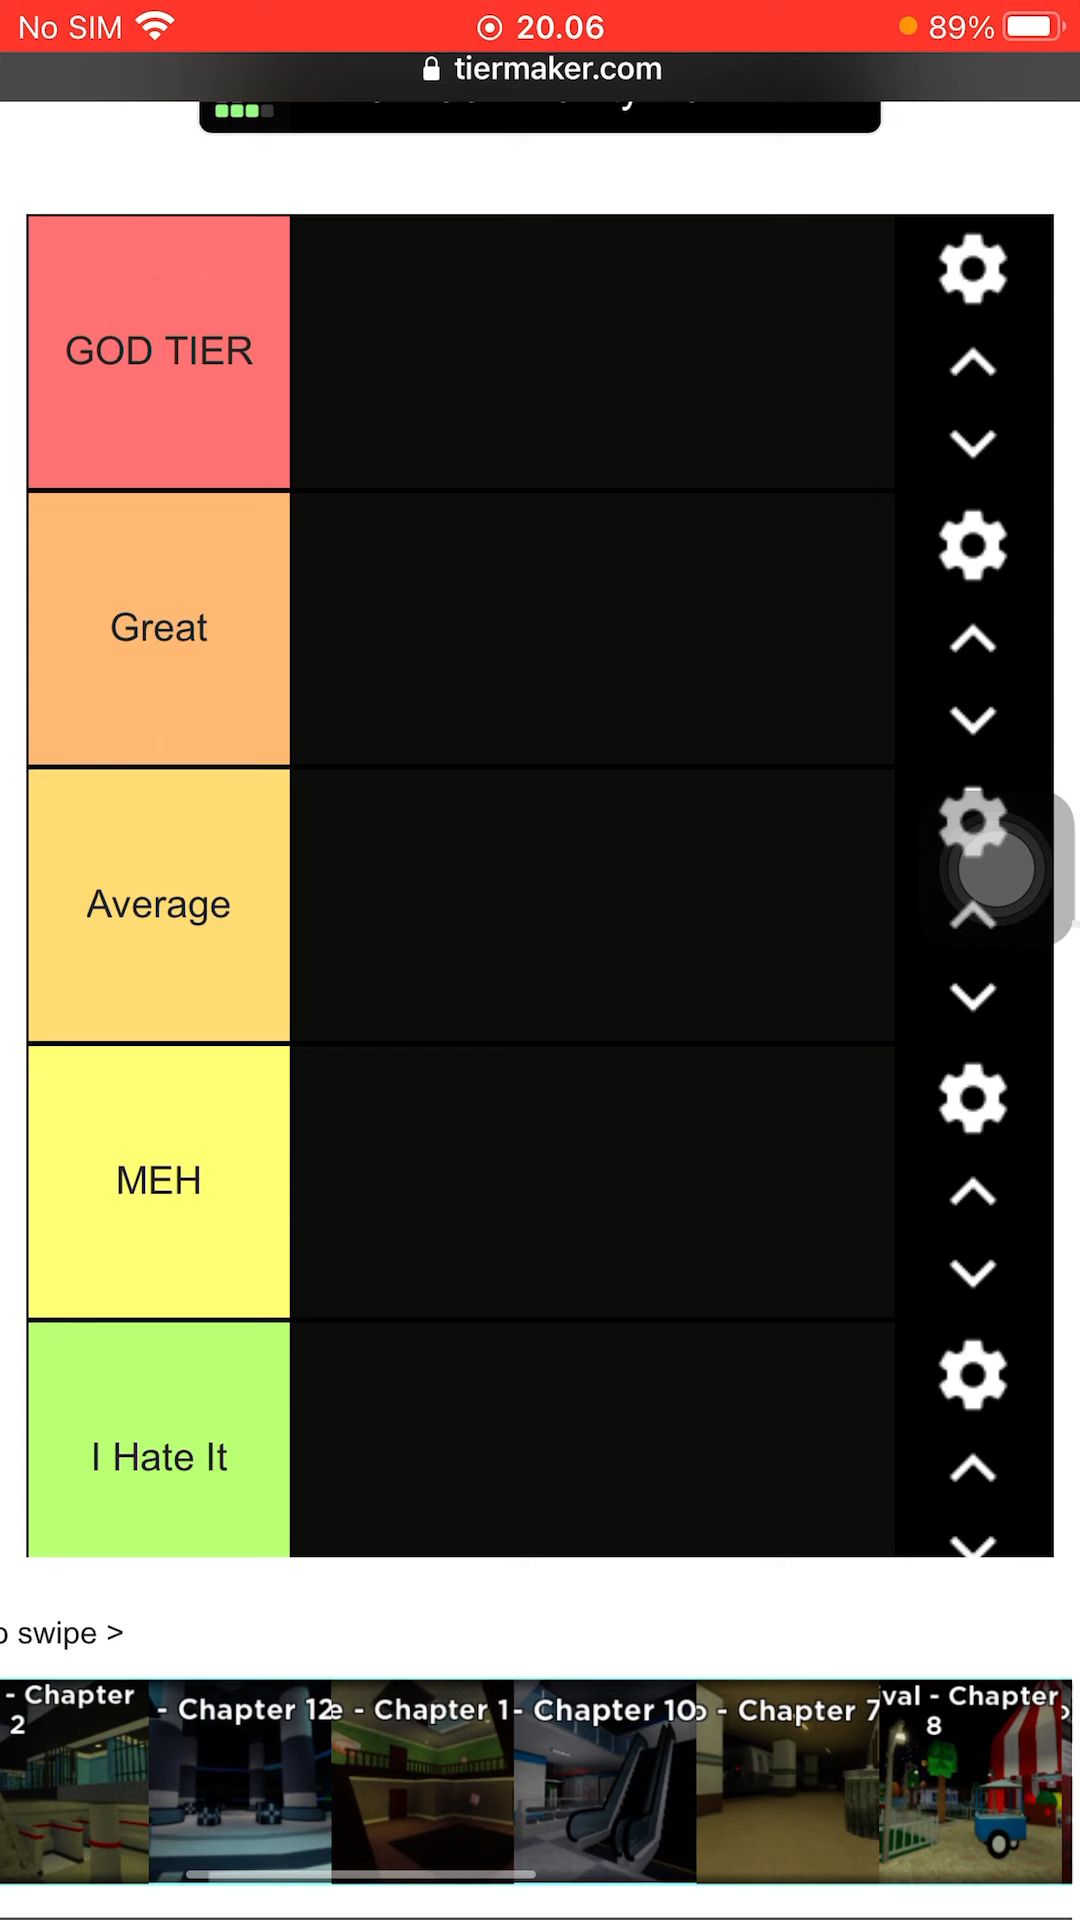 No SIM 20.06 89%
tiermaker.com
GOD TIER
Great
Average
MEH
I Hate It
swipe >
- Chapter
2
- Chapter 12
e - Chapter 1
- Chapter 10
- Chapter 7
val - Chapter
8